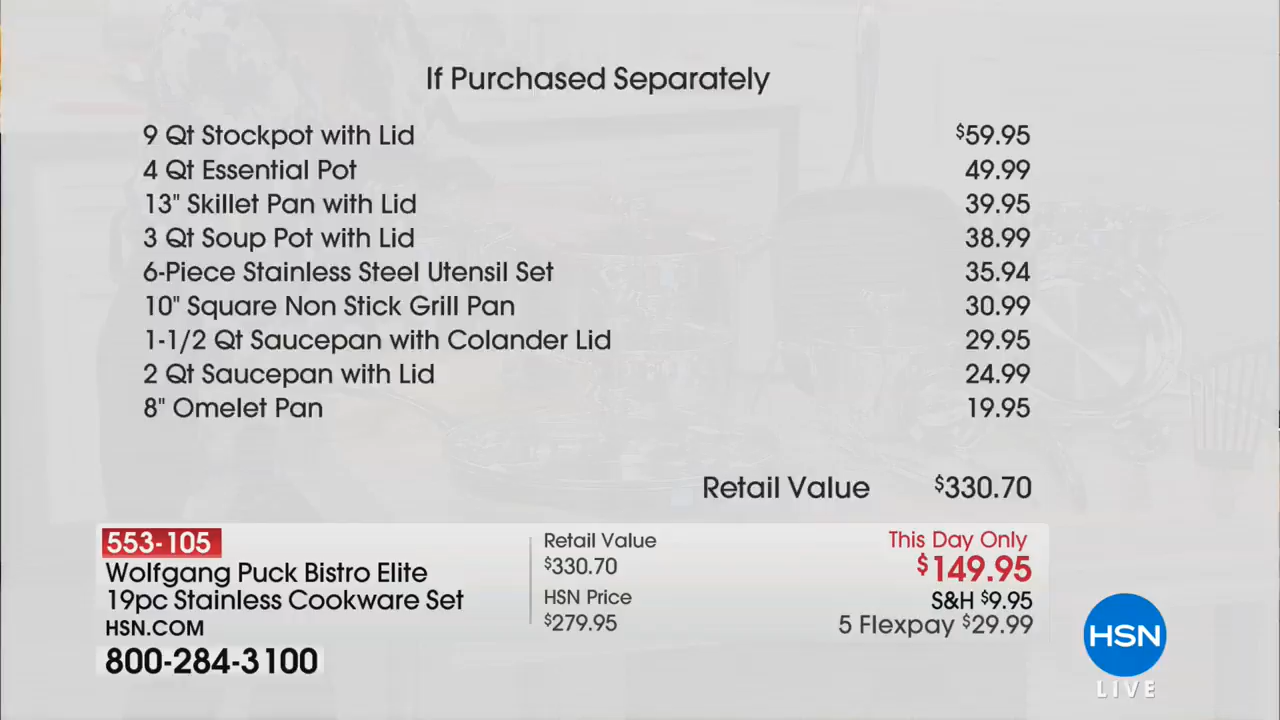 If Purchased Separately
9 Qt Stockpot with Lid $59.95
4 Qt Essential Pot 49.99
13" Skillet Pan with Lid 39.95
3 Qt Soup Pot with Lid 38.99
6-Piece Stainless Steel Utensil Set 35.94
10" Square Non Stick Grill Pan 30.99
1-1/2 Qt Saucepan with Colander Lid 29.95
2 Qt Saucepan with Lid 24.99
8" Omelet Pan 19.95
Retail Value $330.70
553-105
Wolfgang Puck Bistro Elite
19pc Stainless Cookware Set
HSN.COM
800-284-3100
Retail Value
$330.70
HSN Price
$279.95
This Day Only
$149.95
S&H $9.95
5 Flexpay $29.99
HSN
LIVE